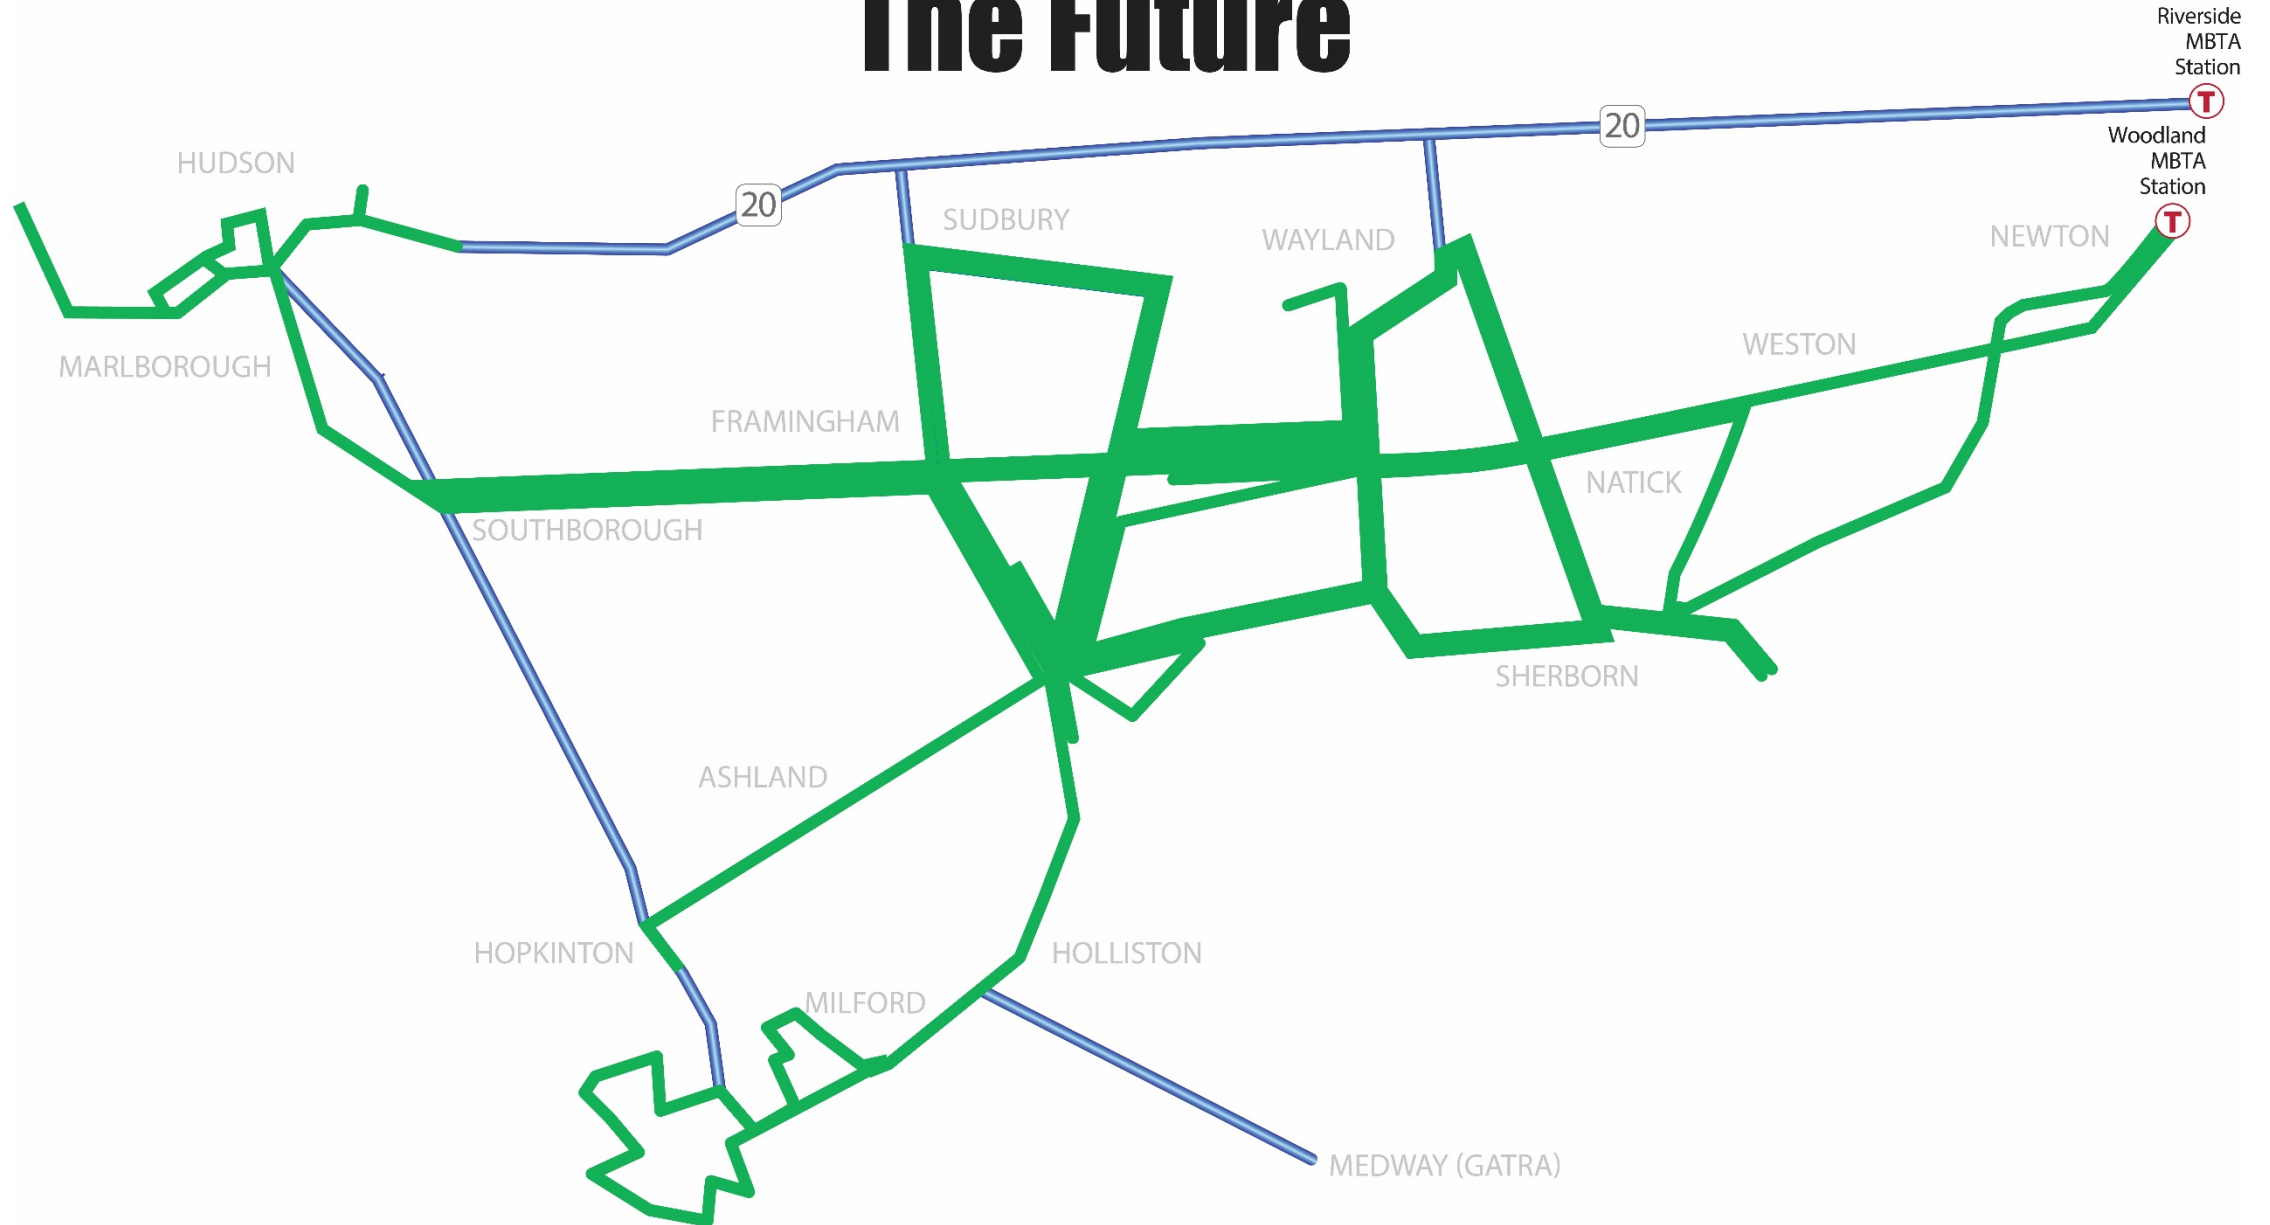 The Future
Riverside
MBTA
Station
T
20
Woodland
MBTA
Station
T
HUDSON
20
SUDBURY
WAYLAND
NEWTON
MARLBOROUGH
WESTON
FRAMINGHAM
NATICK
SOUTHBOROUGH
SHERBORN
ASHLAND
HOPKINTON
HOLLISTON
MILFORD
MEDWAY (GATRA)